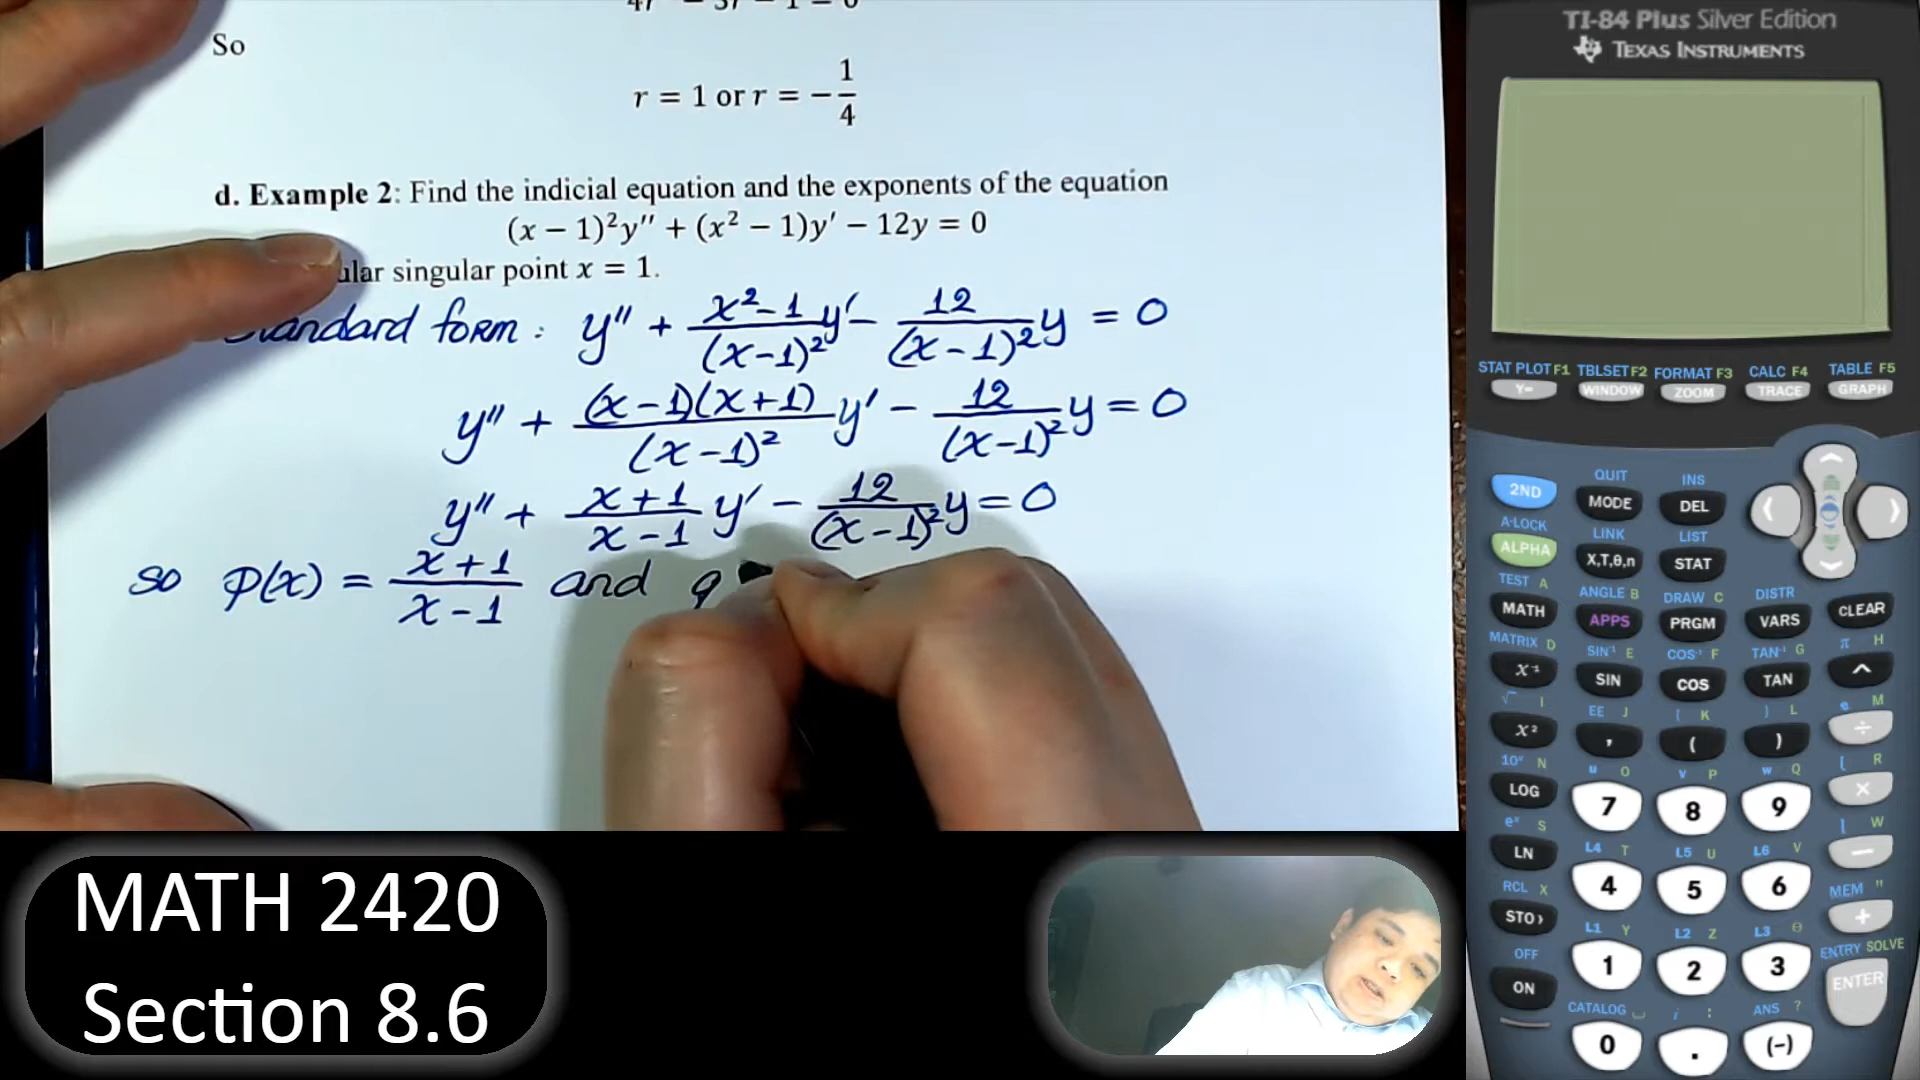 So
r = 1 or r = −1/4
d. Example 2: Find the indicial equation and the exponents of the equation
(x − 1)²y″ + (x² − 1)y′ − 12y = 0
singular point x = 1.
Standard form: y″ + (x²−1)/(x−1)² y′ − 12/(x−1)² y = 0
y″ + (x−1)(x+1)/(x−1)² y′ − 12/(x−1)² y = 0
y″ + (x+1)/(x−1) y′ − 12/(x−1)² y = 0
so p(x) = (x+1)/(x−1) and q
MATH 2420
Section 8.6
TI-84 Plus Silver Edition
TEXAS INSTRUMENTS
STAT PLOT F1 TBLSET F2 FORMAT F3 CALC F4 TABLE F5
Y= WINDOW ZOOM TRACE GRAPH
QUIT INS
2ND MODE DEL
A-LOCK LINK LIST
ALPHA X,T,θ,n STAT
TEST A ANGLE B DRAW C DISTR
MATH APPS PRGM VARS CLEAR
MATRIX D SIN⁻¹ E COS⁻¹ F TAN⁻¹ G π H
x⁻¹ SIN COS TAN ^
√ I EE J { K } L e M
x² , ( ) ÷
10ˣ N u O v P w Q [ R
LOG 7 8 9 ×
eˣ S L4 T L5 U L6 V ] W
LN 4 5 6 −
RCL X L1 Y L2 Z L3 θ MEM "
STO› 1 2 3 +
OFF CATALOG i : ANS ? ENTRY SOLVE
ON 0 . (−) ENTER